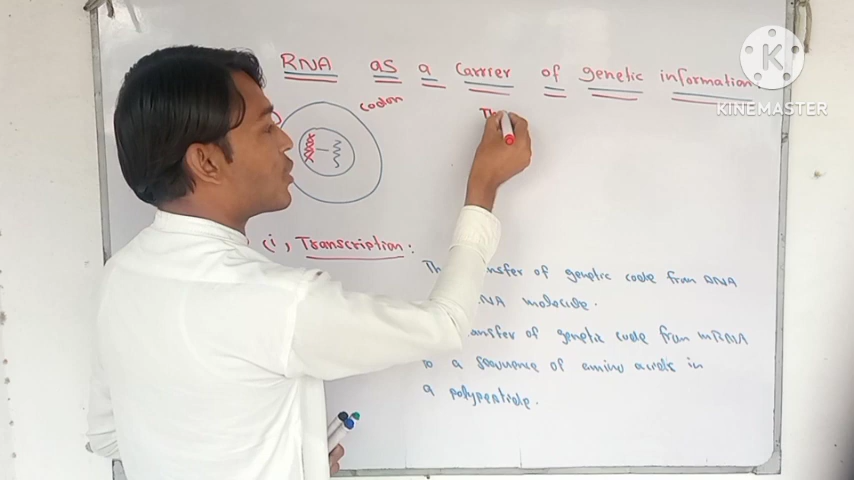 RNA as a Carrier of genetic information.
codon
Th
(i, Transcription:
The transfer of genetic code from DNA
RNA molecule.
transfer of genetic code from mRNA
to a sequence of amino acids in
a polypeptide.
K
KINEMASTER